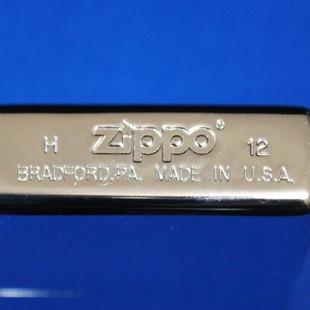 H zippo® 12
BRADFORD.PA. MADE IN U.S.A.